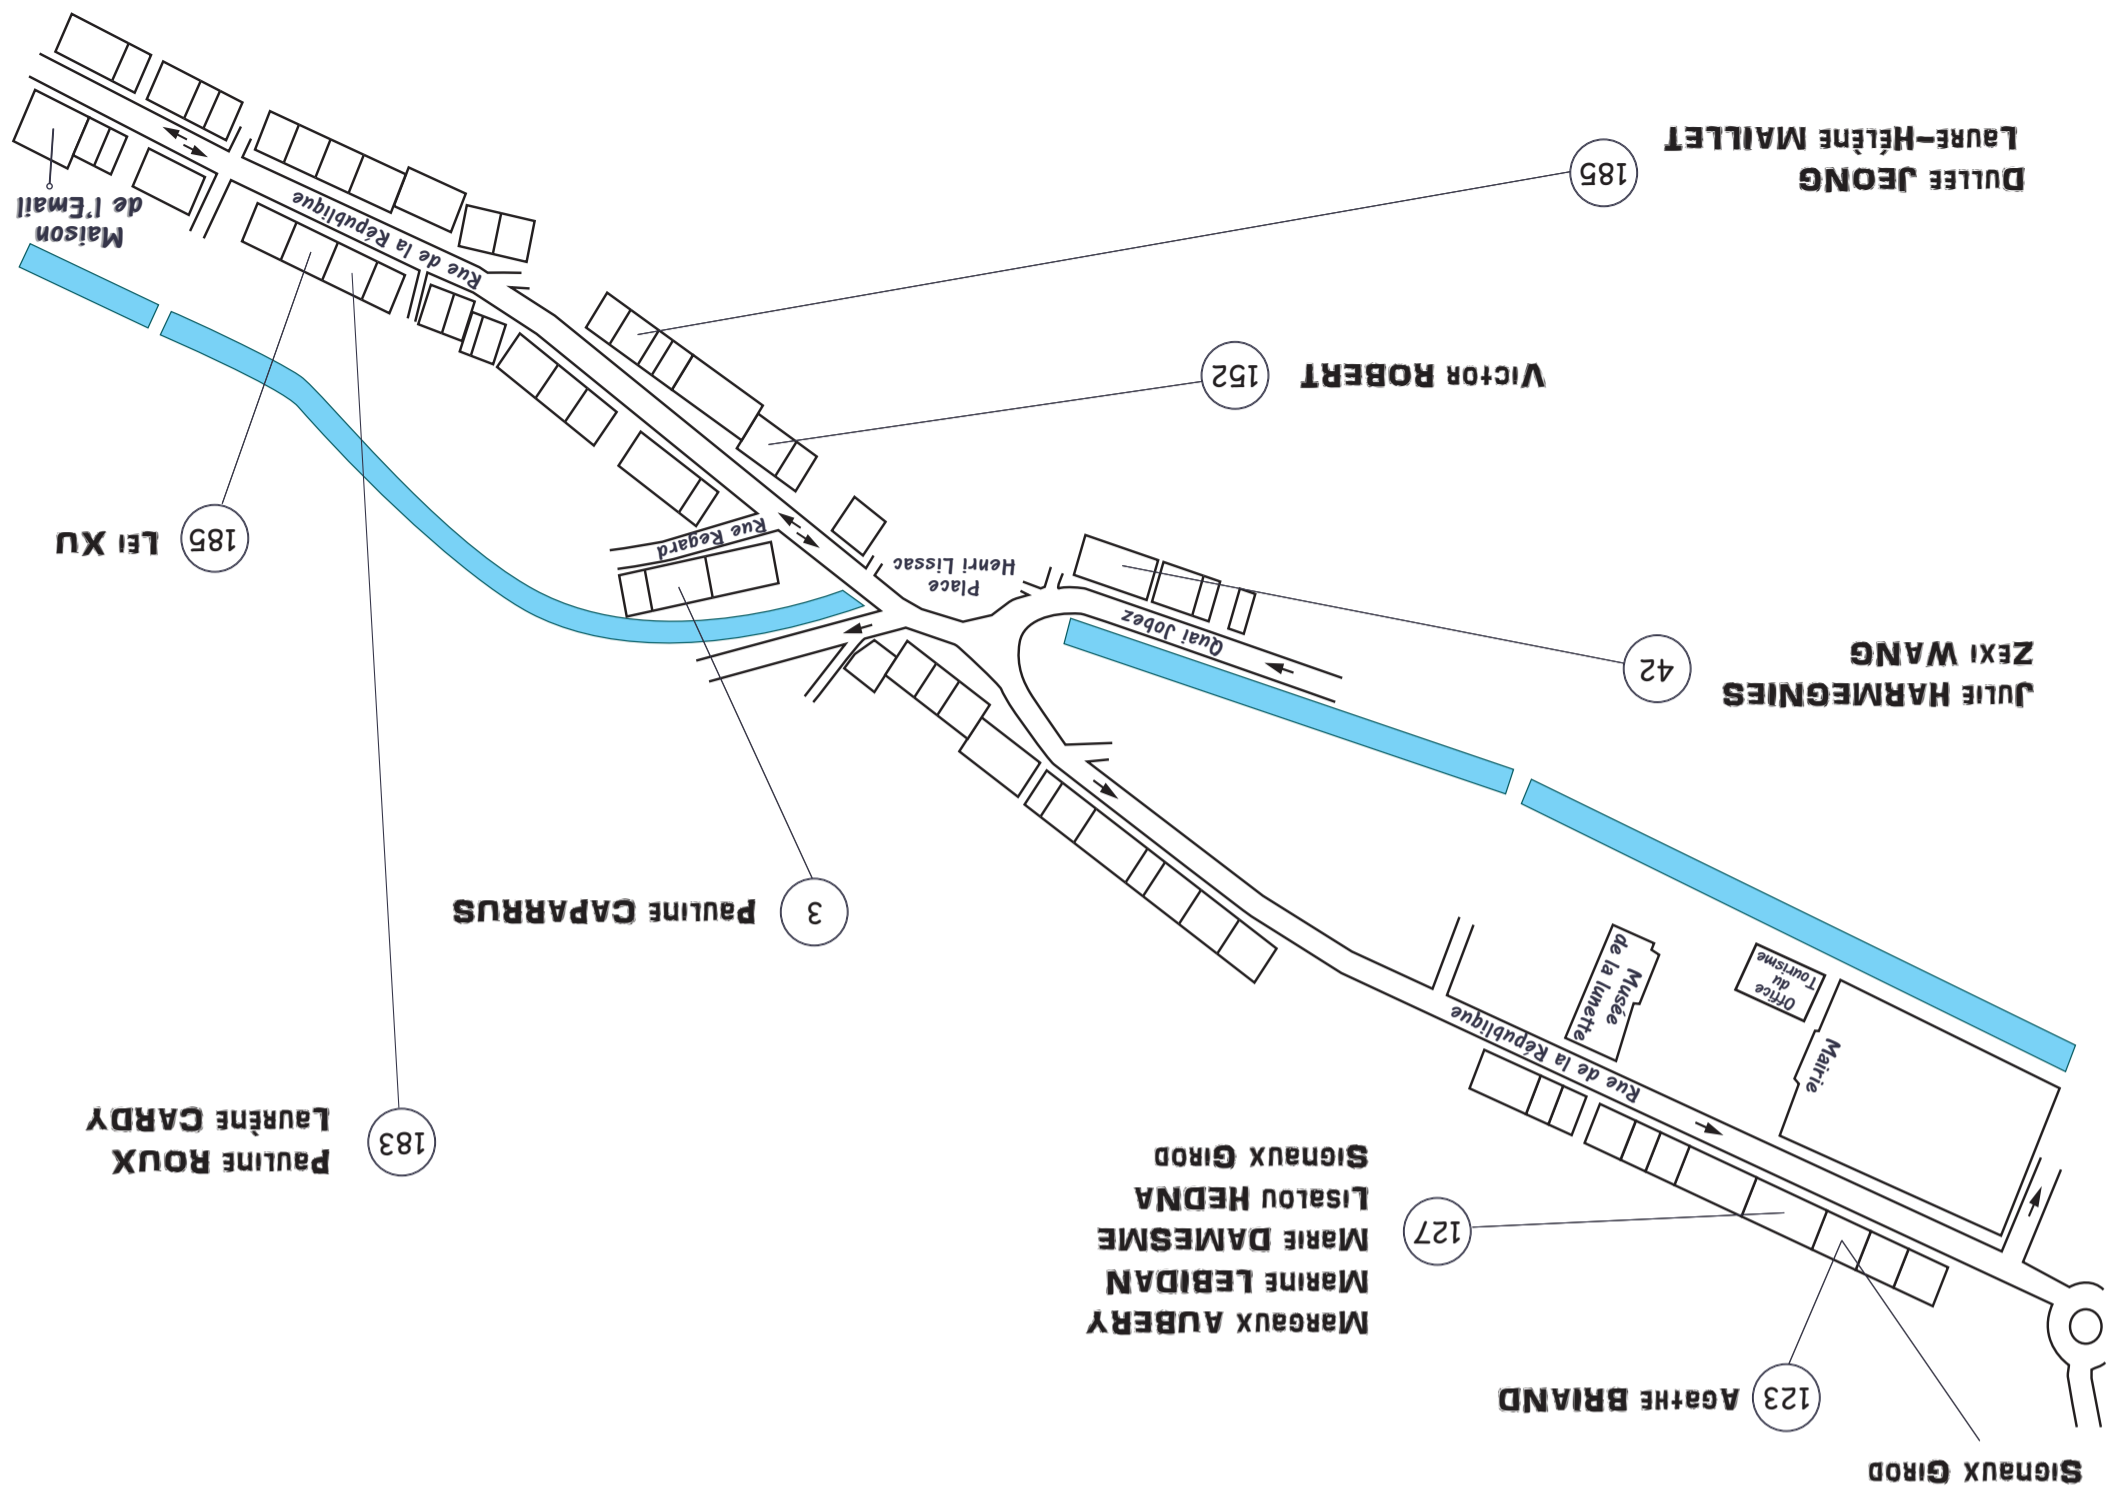 Signaux Girod
123
Agathe BRIAND
Margaux AUBERY
Marine LEBIDAN
Marie DAMESME
Lisalou HEDNA
Signaux Girod
127
Pauline ROUX
Laurène CARDY
183
Rue de la République
Mairie
Office
du
Tourisme
Musée
de la lunette
3
Pauline CAPARRUS
Julie HARMEGNIES
Zexi WANG
42
Quai Jobez
Place
Henri Lissac
Rue Regard
185
Lei XU
Victor ROBERT
152
Rue de la République
Maison
de l'Email
Dullee JEONG
Laure-Hélène MAILLET
185